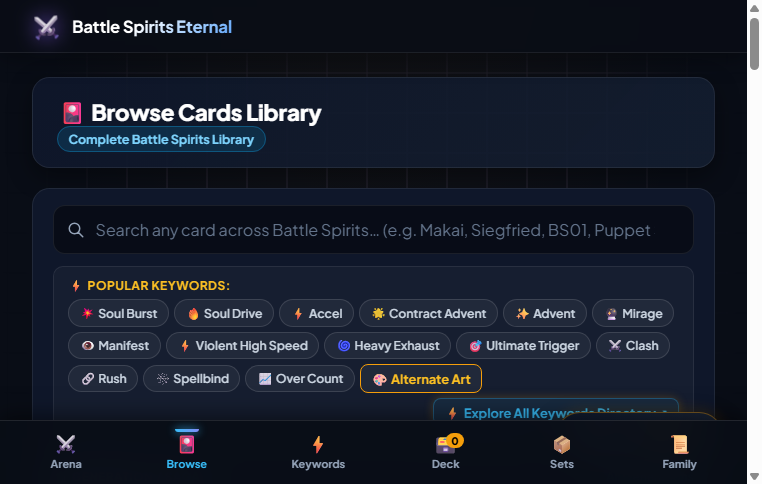 Battle Spirits Eternal
Browse Cards Library
Complete Battle Spirits Library
Search any card across Battle Spirits... (e.g. Makai, Siegfried, BS01, Puppet
POPULAR KEYWORDS:
Soul Burst Soul Drive Accel Contract Advent Advent Mirage
Manifest Violent High Speed Heavy Exhaust Ultimate Trigger Clash
Rush Spellbind Over Count Alternate Art
Explore All Keywords Directory
0
Arena Browse Keywords Deck Sets Family